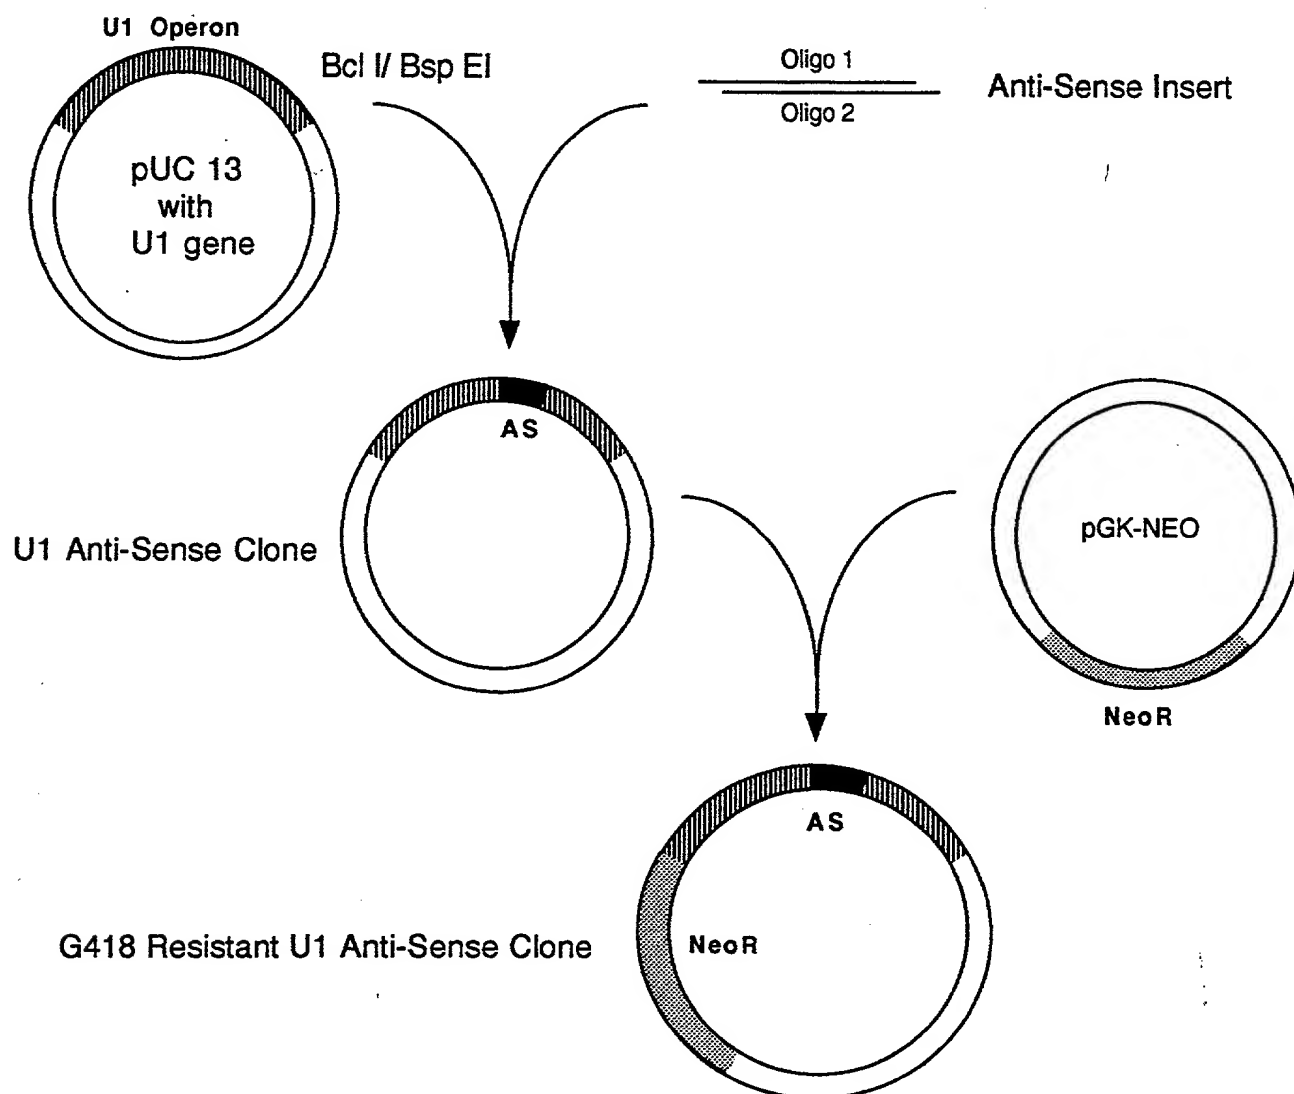 U1 Operon
Bcl I/ Bsp EI
Oligo 1
Oligo 2
Anti-Sense Insert
pUC 13
with
U1 gene
AS
U1 Anti-Sense Clone
pGK-NEO
NeoR
AS
G418 Resistant U1 Anti-Sense Clone
NeoR